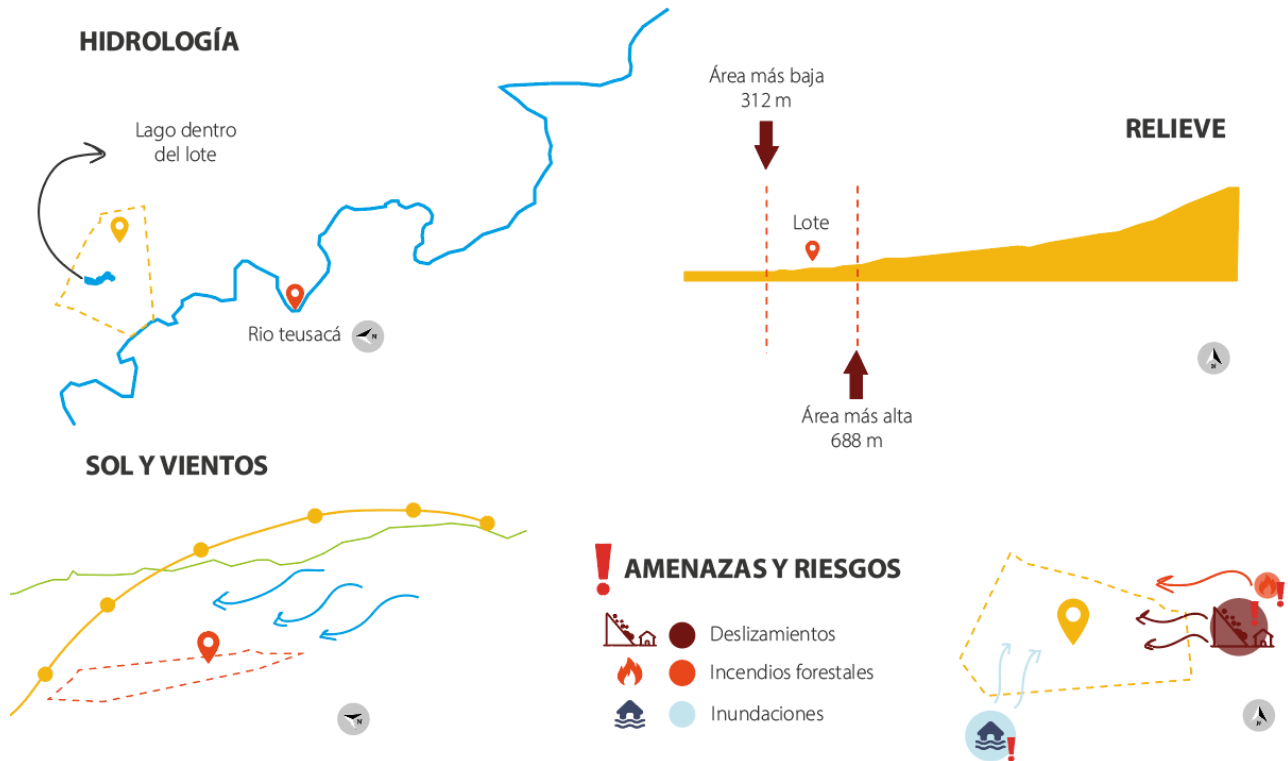 HIDROLOGÍA
Lago dentro
del lote
Rio teusacá
N
Área más baja
312 m
RELIEVE
Lote
Área más alta
688 m
N
SOL Y VIENTOS
N
AMENAZAS Y RIESGOS
Deslizamientos
Incendios forestales
Inundaciones
N